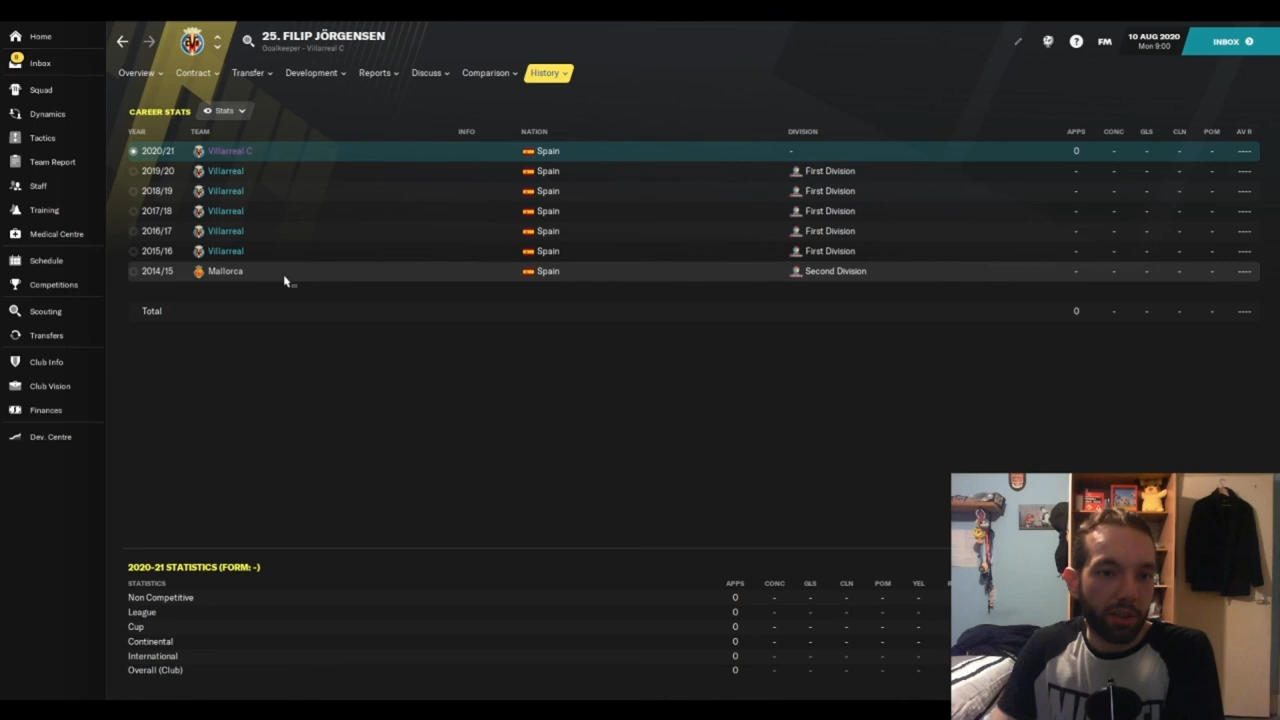 Home
Inbox
Squad
Dynamics
Tactics
Team Report
Staff
Training
Medical Centre
Schedule
Competitions
Scouting
Transfers
Club Info
Club Vision
Finances
Dev. Centre
25. FILIP JÖRGENSEN
Goalkeeper - Villarreal C
FM 10 AUG 2020 INBOX
Mon 9:00
Overview Contract Transfer Development Reports Discuss Comparison History
CAREER STATS Stats
YEAR TEAM INFO NATION DIVISION APPS CONC GLS CLN POM AV R
2020/21 Villarreal C Spain - 0 - - - - ----
2019/20 Villarreal Spain First Division - - - - - ----
2018/19 Villarreal Spain First Division - - - - - ----
2017/18 Villarreal Spain First Division - - - - - ----
2016/17 Villarreal Spain First Division - - - - - ----
2015/16 Villarreal Spain First Division - - - - - ----
2014/15 Mallorca Spain Second Division - - - - - ----
Total 0 - - - - ----
2020-21 STATISTICS (FORM: -)
STATISTICS APPS CONC GLS CLN POM YEL
Non Competitive 0 - - - - -
League 0 - - - - -
Cup 0 - - - - -
Continental 0 - - - - -
International 0 - - - - -
Overall (Club) 0 - - - - -